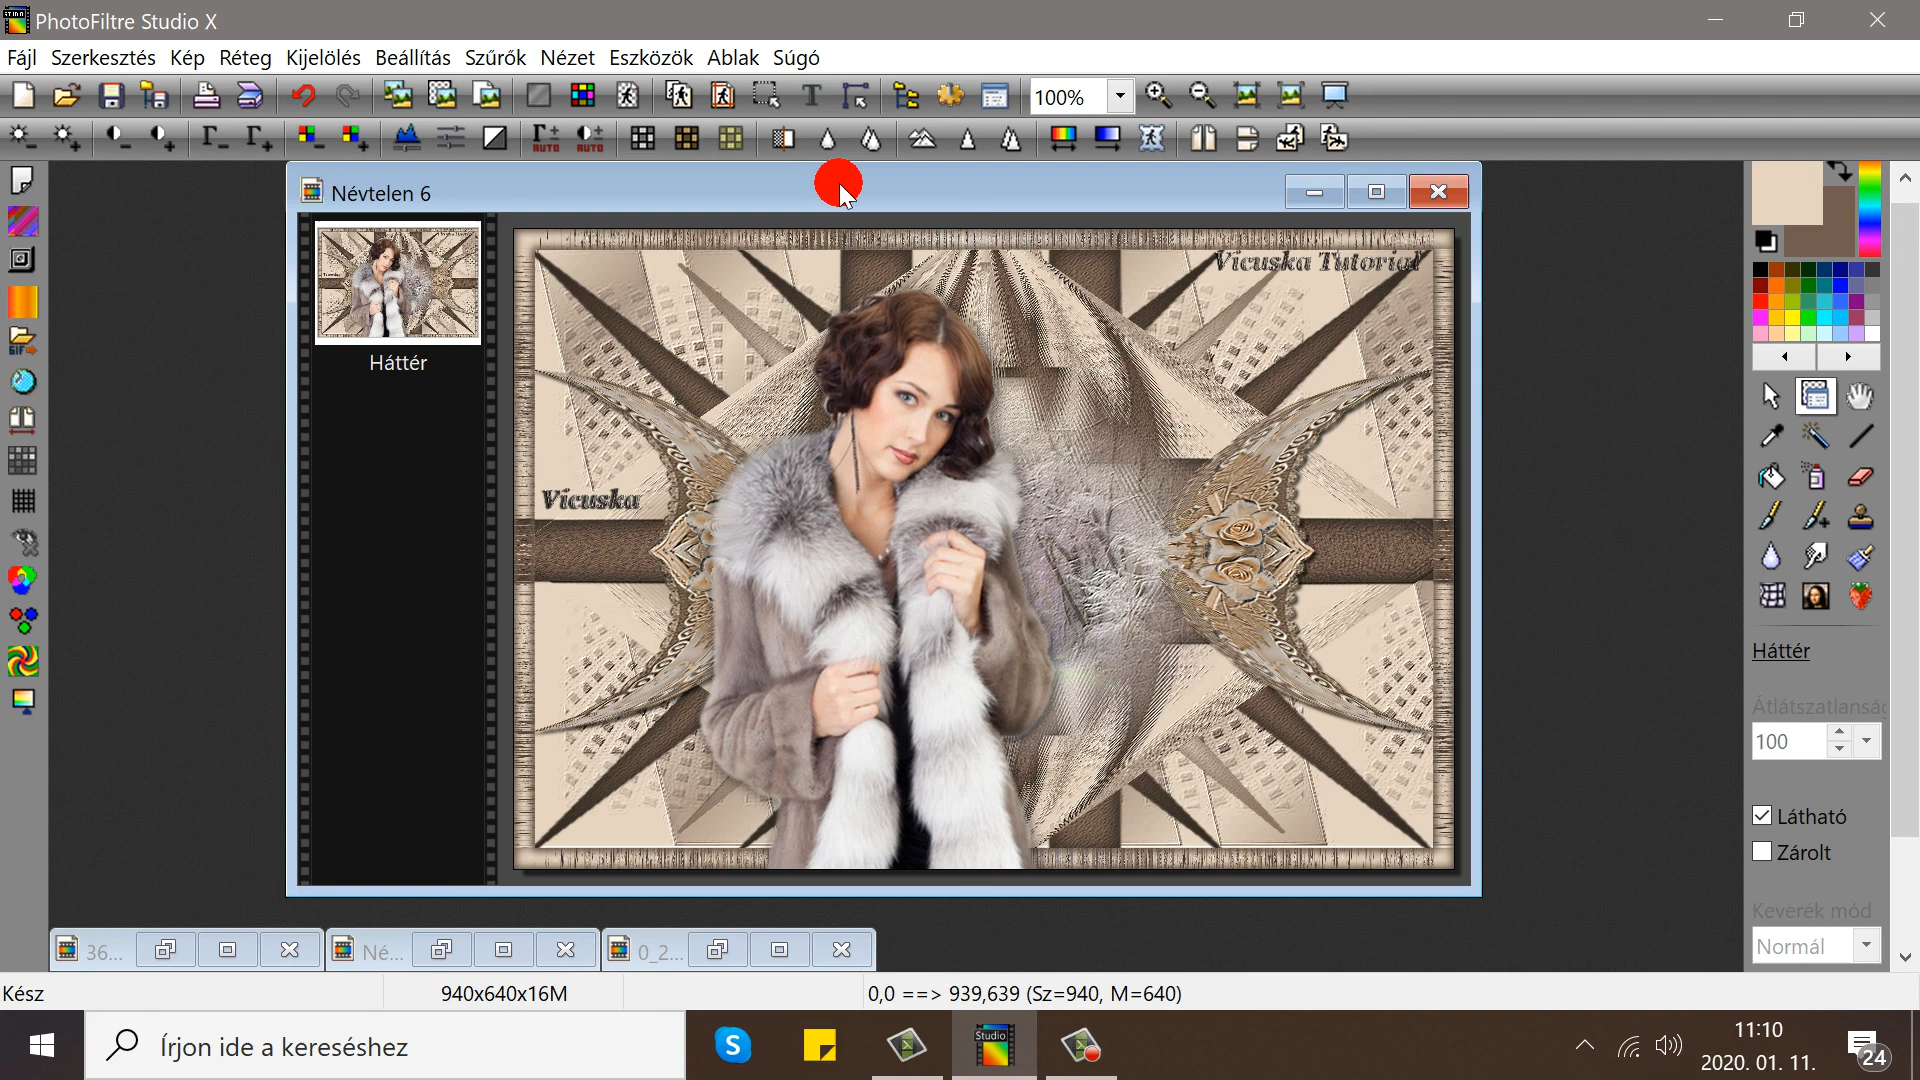 PhotoFiltre Studio X
Fájl Szerkesztés Kép Réteg Kijelölés Beállítás Szűrők Nézet Eszközök Ablak Súgó
100%
AUTO AUTO
Névtelen 6
Háttér
Vicuska Tutorial
Vicuska
Háttér
Átlátszatlanság
100
Látható
Zárolt
Keverék mód
Normál
36... Né... 0_2...
Kész 940x640x16M 0,0 ==> 939,639 (Sz=940, M=640)
Írjon ide a kereséshez
Studio
11:10
2020. 01. 11.
24